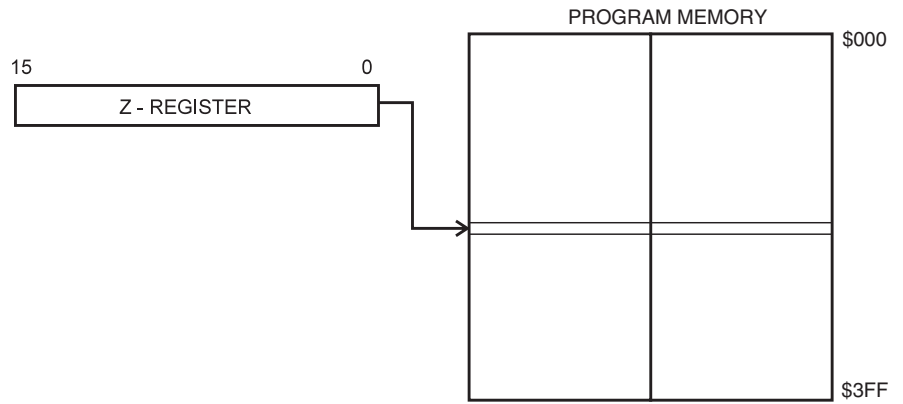 PROGRAM MEMORY
$000
15 0
Z - REGISTER
$3FF